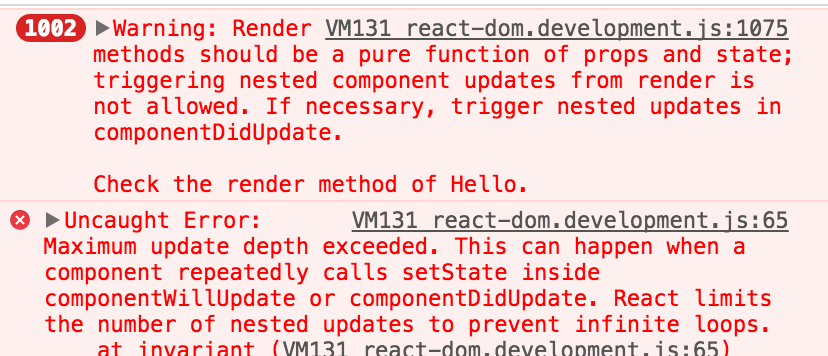 1002 ▶Warning: Render VM131 react-dom.development.js:1075
methods should be a pure function of props and state;
triggering nested component updates from render is
not allowed. If necessary, trigger nested updates in
componentDidUpdate.
Check the render method of Hello.
▶Uncaught Error: VM131 react-dom.development.js:65
Maximum update depth exceeded. This can happen when a
component repeatedly calls setState inside
componentWillUpdate or componentDidUpdate. React limits
the number of nested updates to prevent infinite loops.
at invariant (VM131 react-dom.development.js:65)